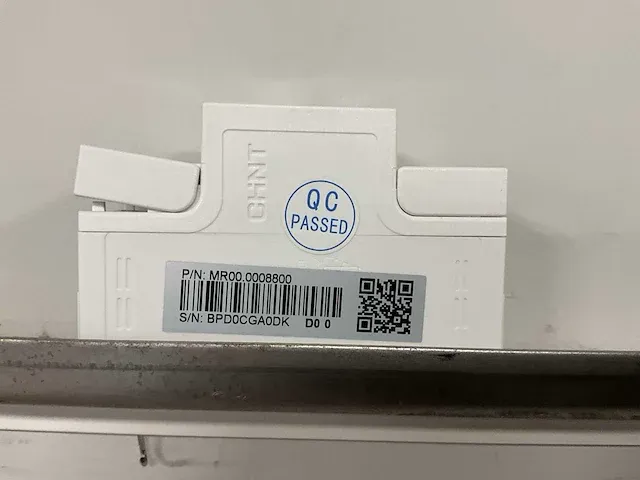 CHNT
QC
PASSED
P/N: MR00.0008800
S/N: BPD0CGA0DK D0 0